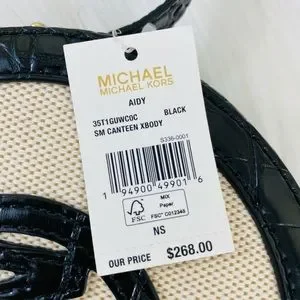 MICHAEL
MICHAEL KORS
AIDY
35T1GUWC0C BLACK
SM CANTEEN XBODY
S336-0001
1 94900 49901 6
FSC
MIX
Paper
FSC® C012345
NS
OUR PRICE $268.00